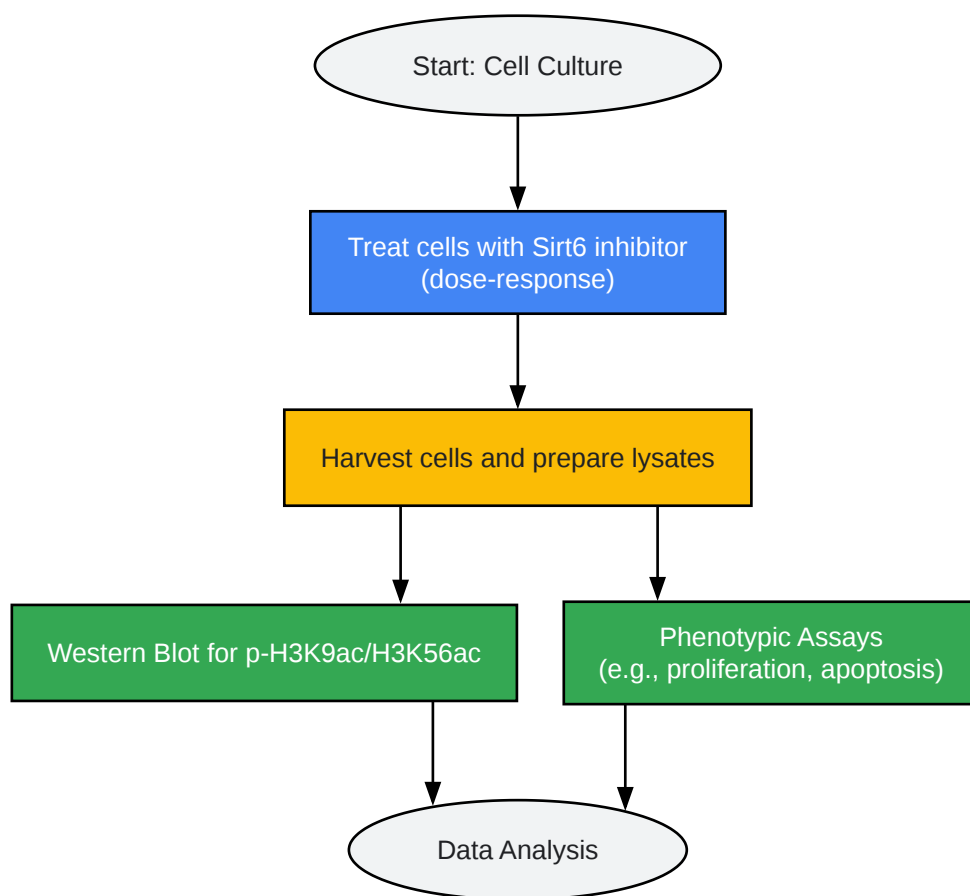 Start: Cell Culture
Treat cells with Sirt6 inhibitor
(dose-response)
Harvest cells and prepare lysates
Western Blot for p-H3K9ac/H3K56ac
Phenotypic Assays
(e.g., proliferation, apoptosis)
Data Analysis